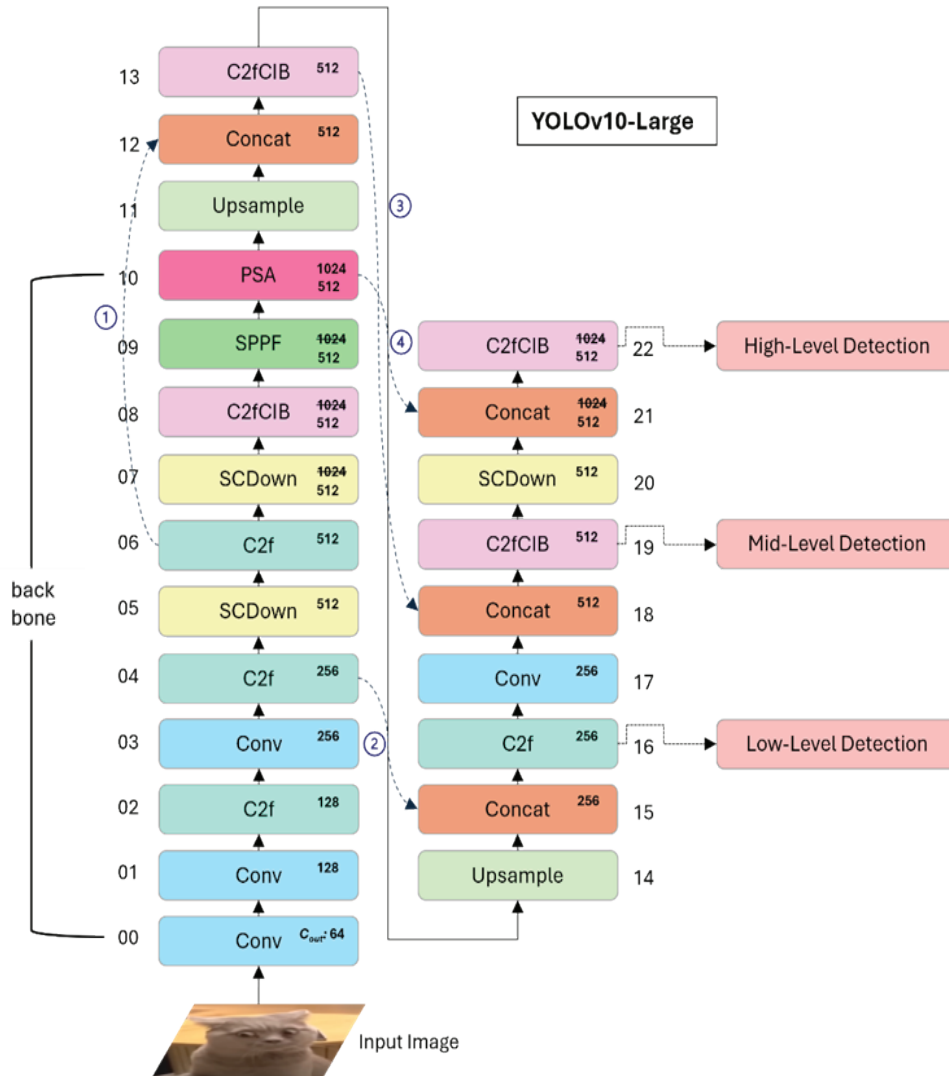 YOLOv10-Large
13
C2fCIB 512
12
Concat 512
11
Upsample
10
PSA 1024
512
09
SPPF 1024
512
08
C2fCIB 1024
512
07
SCDown 1024
512
06
C2f 512
05
SCDown 512
04
C2f 256
03
Conv 256
02
C2f 128
01
Conv 128
00
Conv Cout: 64
Input Image
back
bone
1
2
3
4
C2fCIB 1024
512
22
High-Level Detection
Concat 1024
512
21
SCDown 512
20
C2fCIB 512
19
Mid-Level Detection
Concat 512
18
Conv 256
17
C2f 256
16
Low-Level Detection
Concat 256
15
Upsample
14